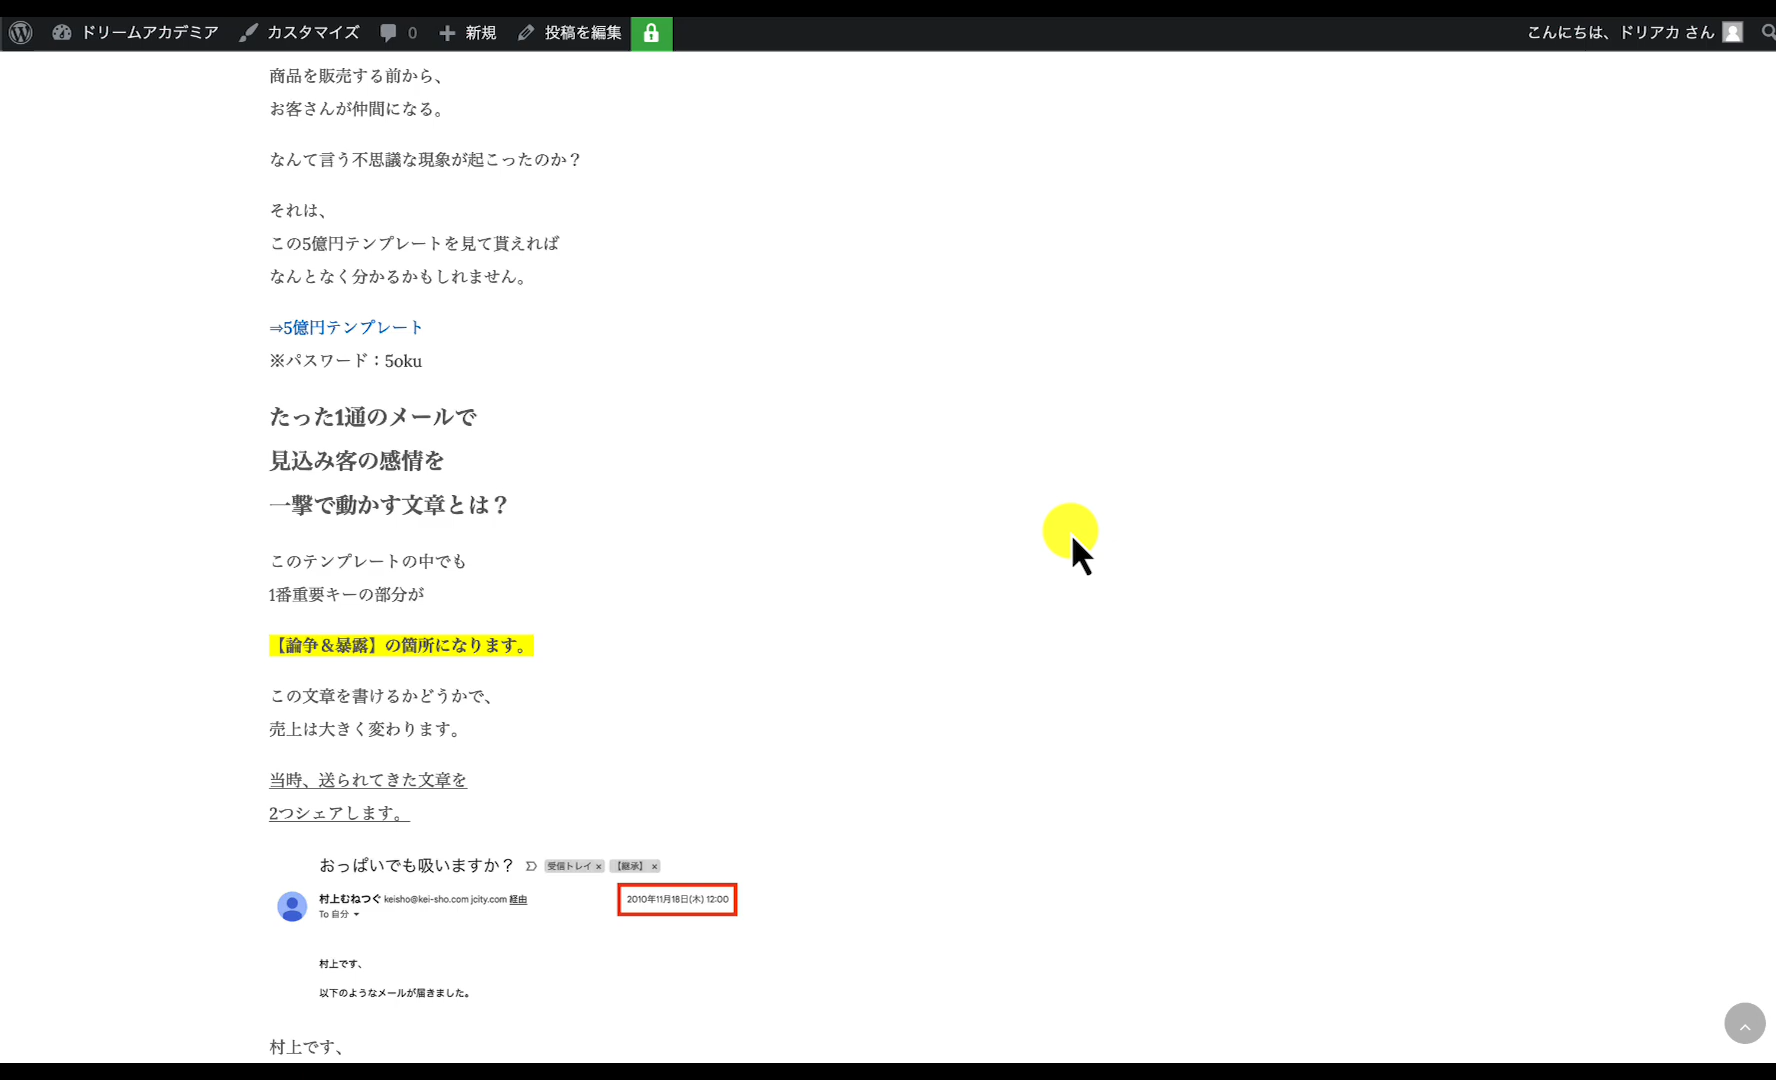 ドリームアカデミア カスタマイズ 0 新規 投稿を編集 こんにちは、ドリアカ さん
商品を販売する前から、
お客さんが仲間になる。
なんて言う不思議な現象が起こったのか？
それは、
この5億円テンプレートを見て貰えれば
なんとなく分かるかもしれません。
⇒5億円テンプレート
※パスワード：5oku
たった1通のメールで
見込み客の感情を
一撃で動かす文章とは？
このテンプレートの中でも
1番重要キーの部分が
【論争＆暴露】の箇所になります。
この文章を書けるかどうかで、
売上は大きく変わります。
当時、送られてきた文章を
2つシェアします。
おっぱいでも吸いますか？ 受信トレイ × 【継承】 ×
村上むねつぐ keisho@kei-sho.com jcity.com 経由 2010年11月18日(木) 12:00
To 自分
村上です、
以下のようなメールが届きました。
村上です、